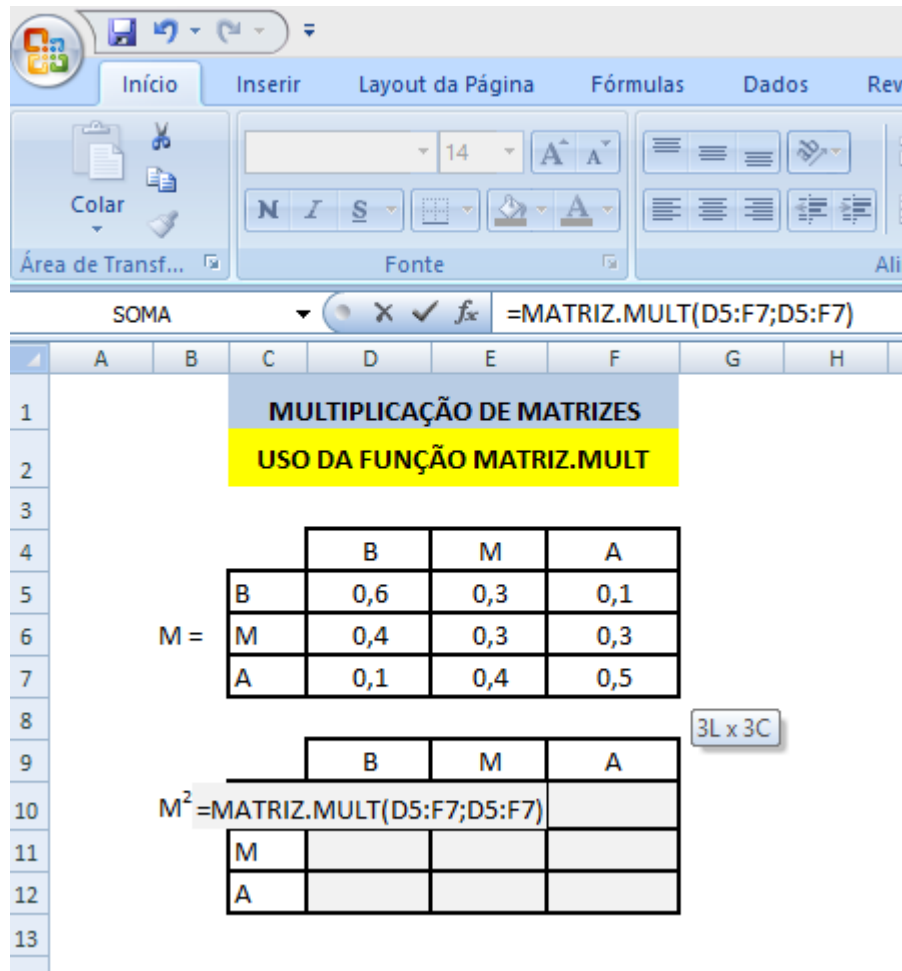 Início Inserir Layout da Página Fórmulas Dados Rev
14 A A
Colar
N I S A
Área de Transf... Fonte Ali
SOMA fx =MATRIZ.MULT(D5:F7;D5:F7)
A B C D E F G H
1 MULTIPLICAÇÃO DE MATRIZES
2 USO DA FUNÇÃO MATRIZ.MULT
3
4 B M A
5 B 0,6 0,3 0,1
6 M = M 0,4 0,3 0,3
7 A 0,1 0,4 0,5
8 3L x 3C
9 B M A
10 M² =MATRIZ.MULT(D5:F7;D5:F7)
11 M
12 A
13